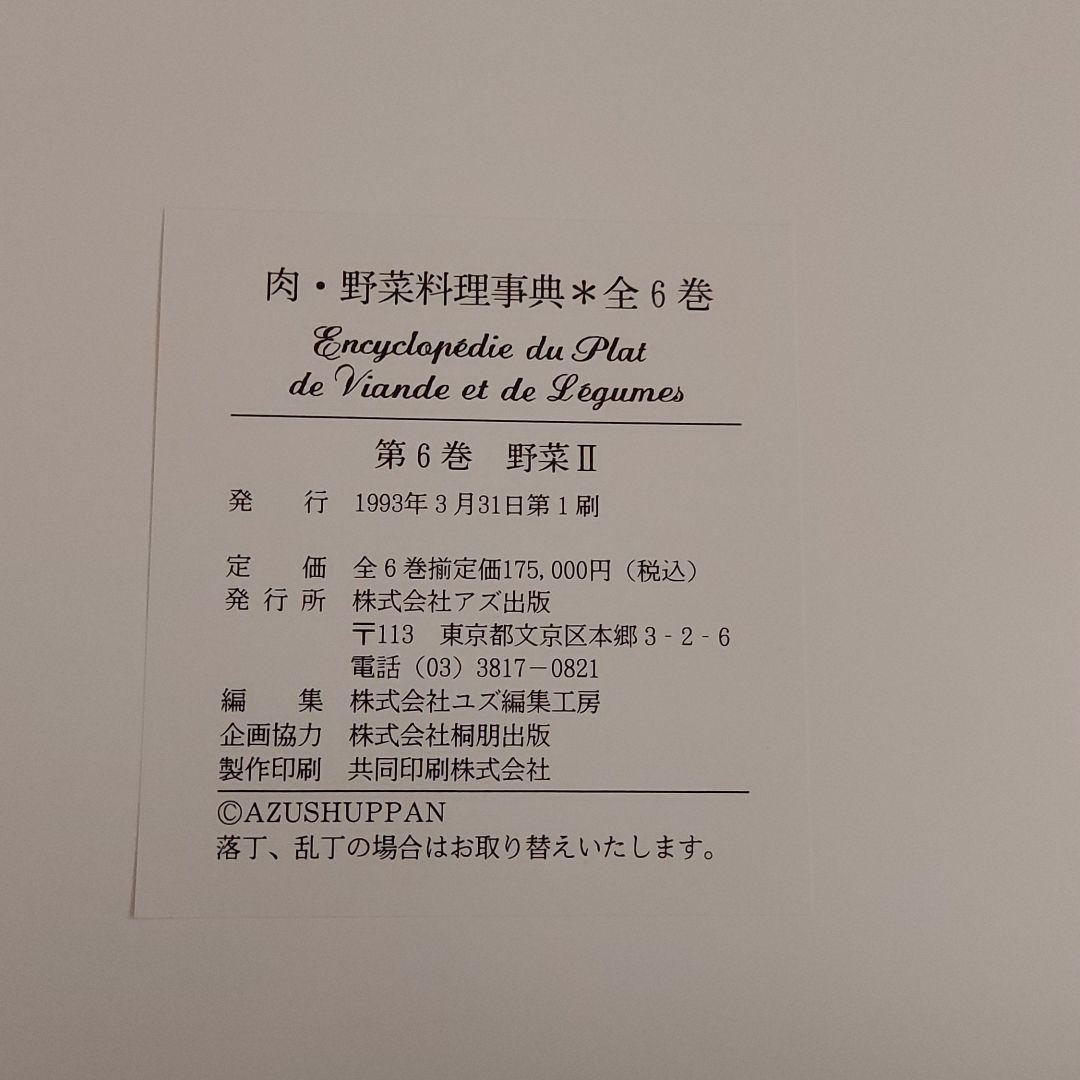 肉・野菜料理事典＊全6巻
Encyclopédie du Plat
de Viande et de Légumes
第6巻　野菜Ⅱ
発　行　1993年3月31日第1刷
定　価　全6巻揃定価175,000円（税込）
発行所　株式会社アズ出版
〒113　東京都文京区本郷3-2-6
電話（03）3817－0821
編　集　株式会社ユズ編集工房
企画協力　株式会社桐朋出版
製作印刷　共同印刷株式会社
©AZUSHUPPAN
落丁、乱丁の場合はお取り替えいたします。